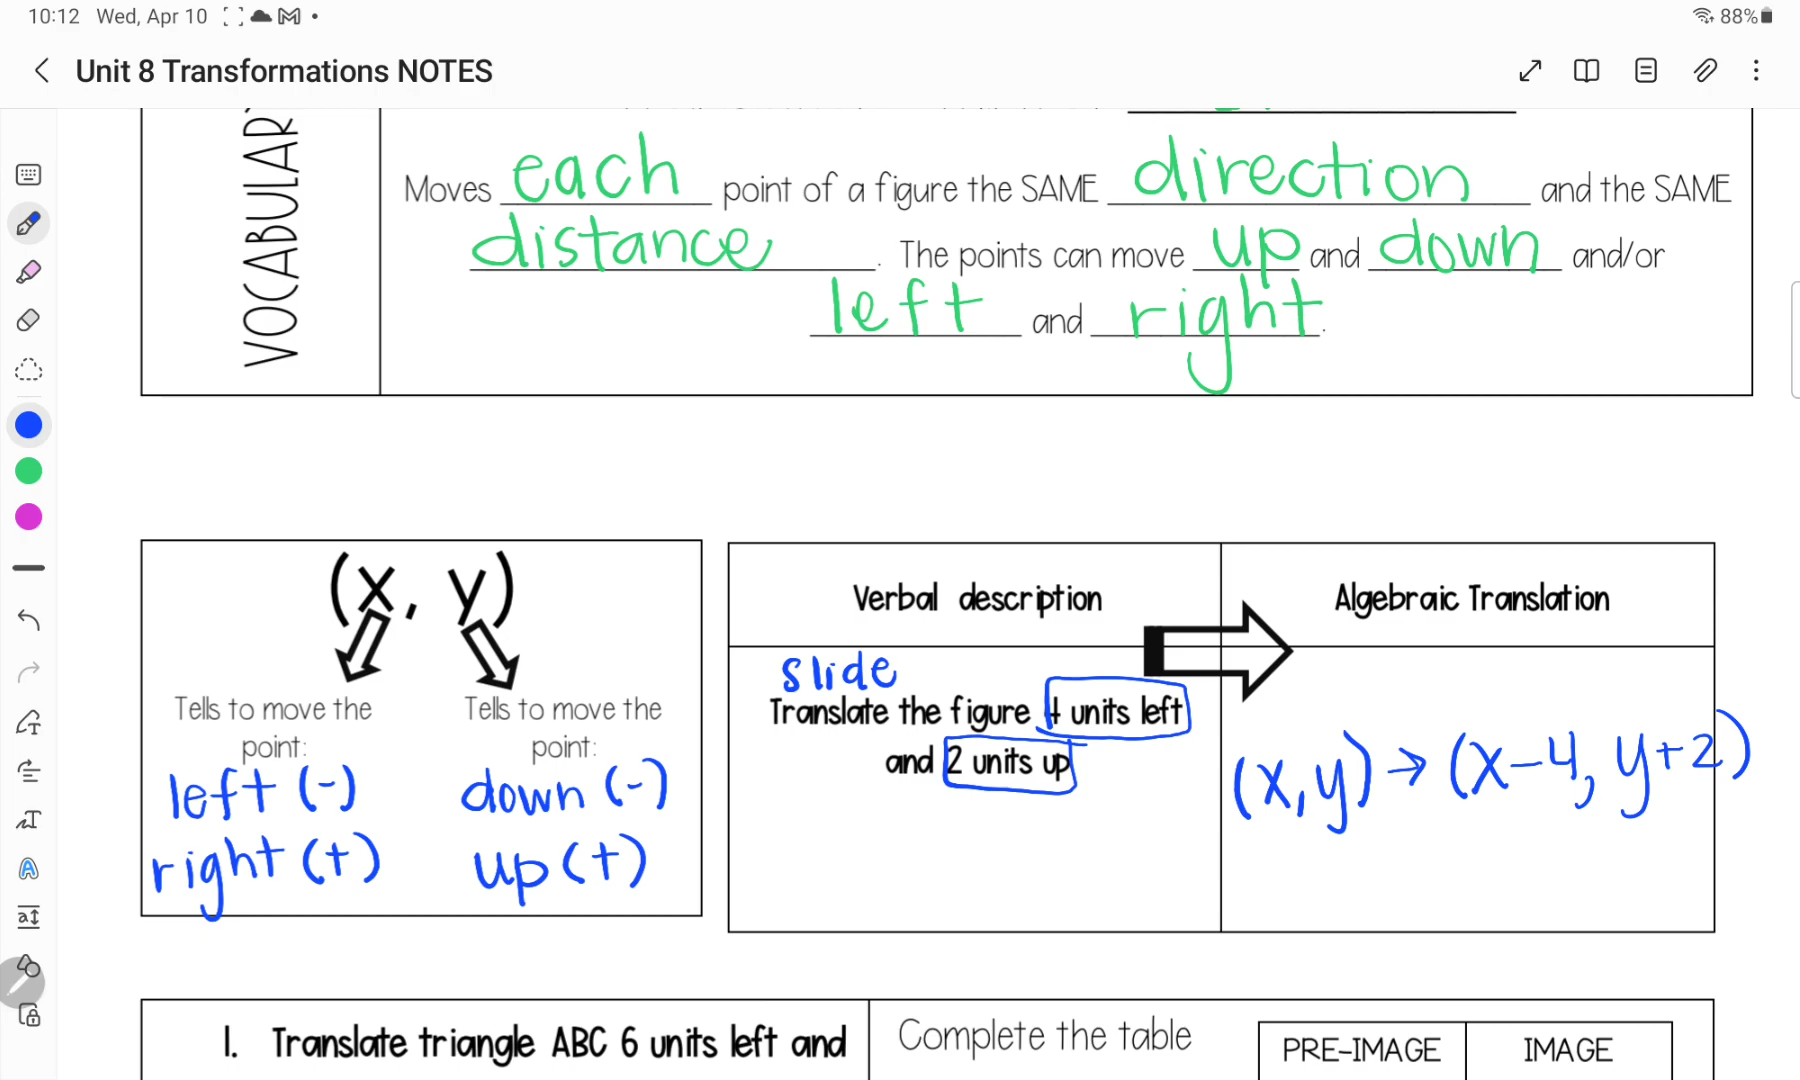 10:12 Wed, Apr 10 88%
Unit 8 Transformations NOTES
VOCABULARY
Moves each point of a figure the SAME direction and the SAME
distance. The points can move up and down and/or
left and right.
(x, y)
Tells to move the point:
left (-)
right (+)
Tells to move the point:
down (-)
up (+)
Verbal description
Algebraic Translation
slide
Translate the figure 4 units left
and 2 units up
(x,y) → (x-4, y+2)
1. Translate triangle ABC 6 units left and
Complete the table
PRE-IMAGE IMAGE